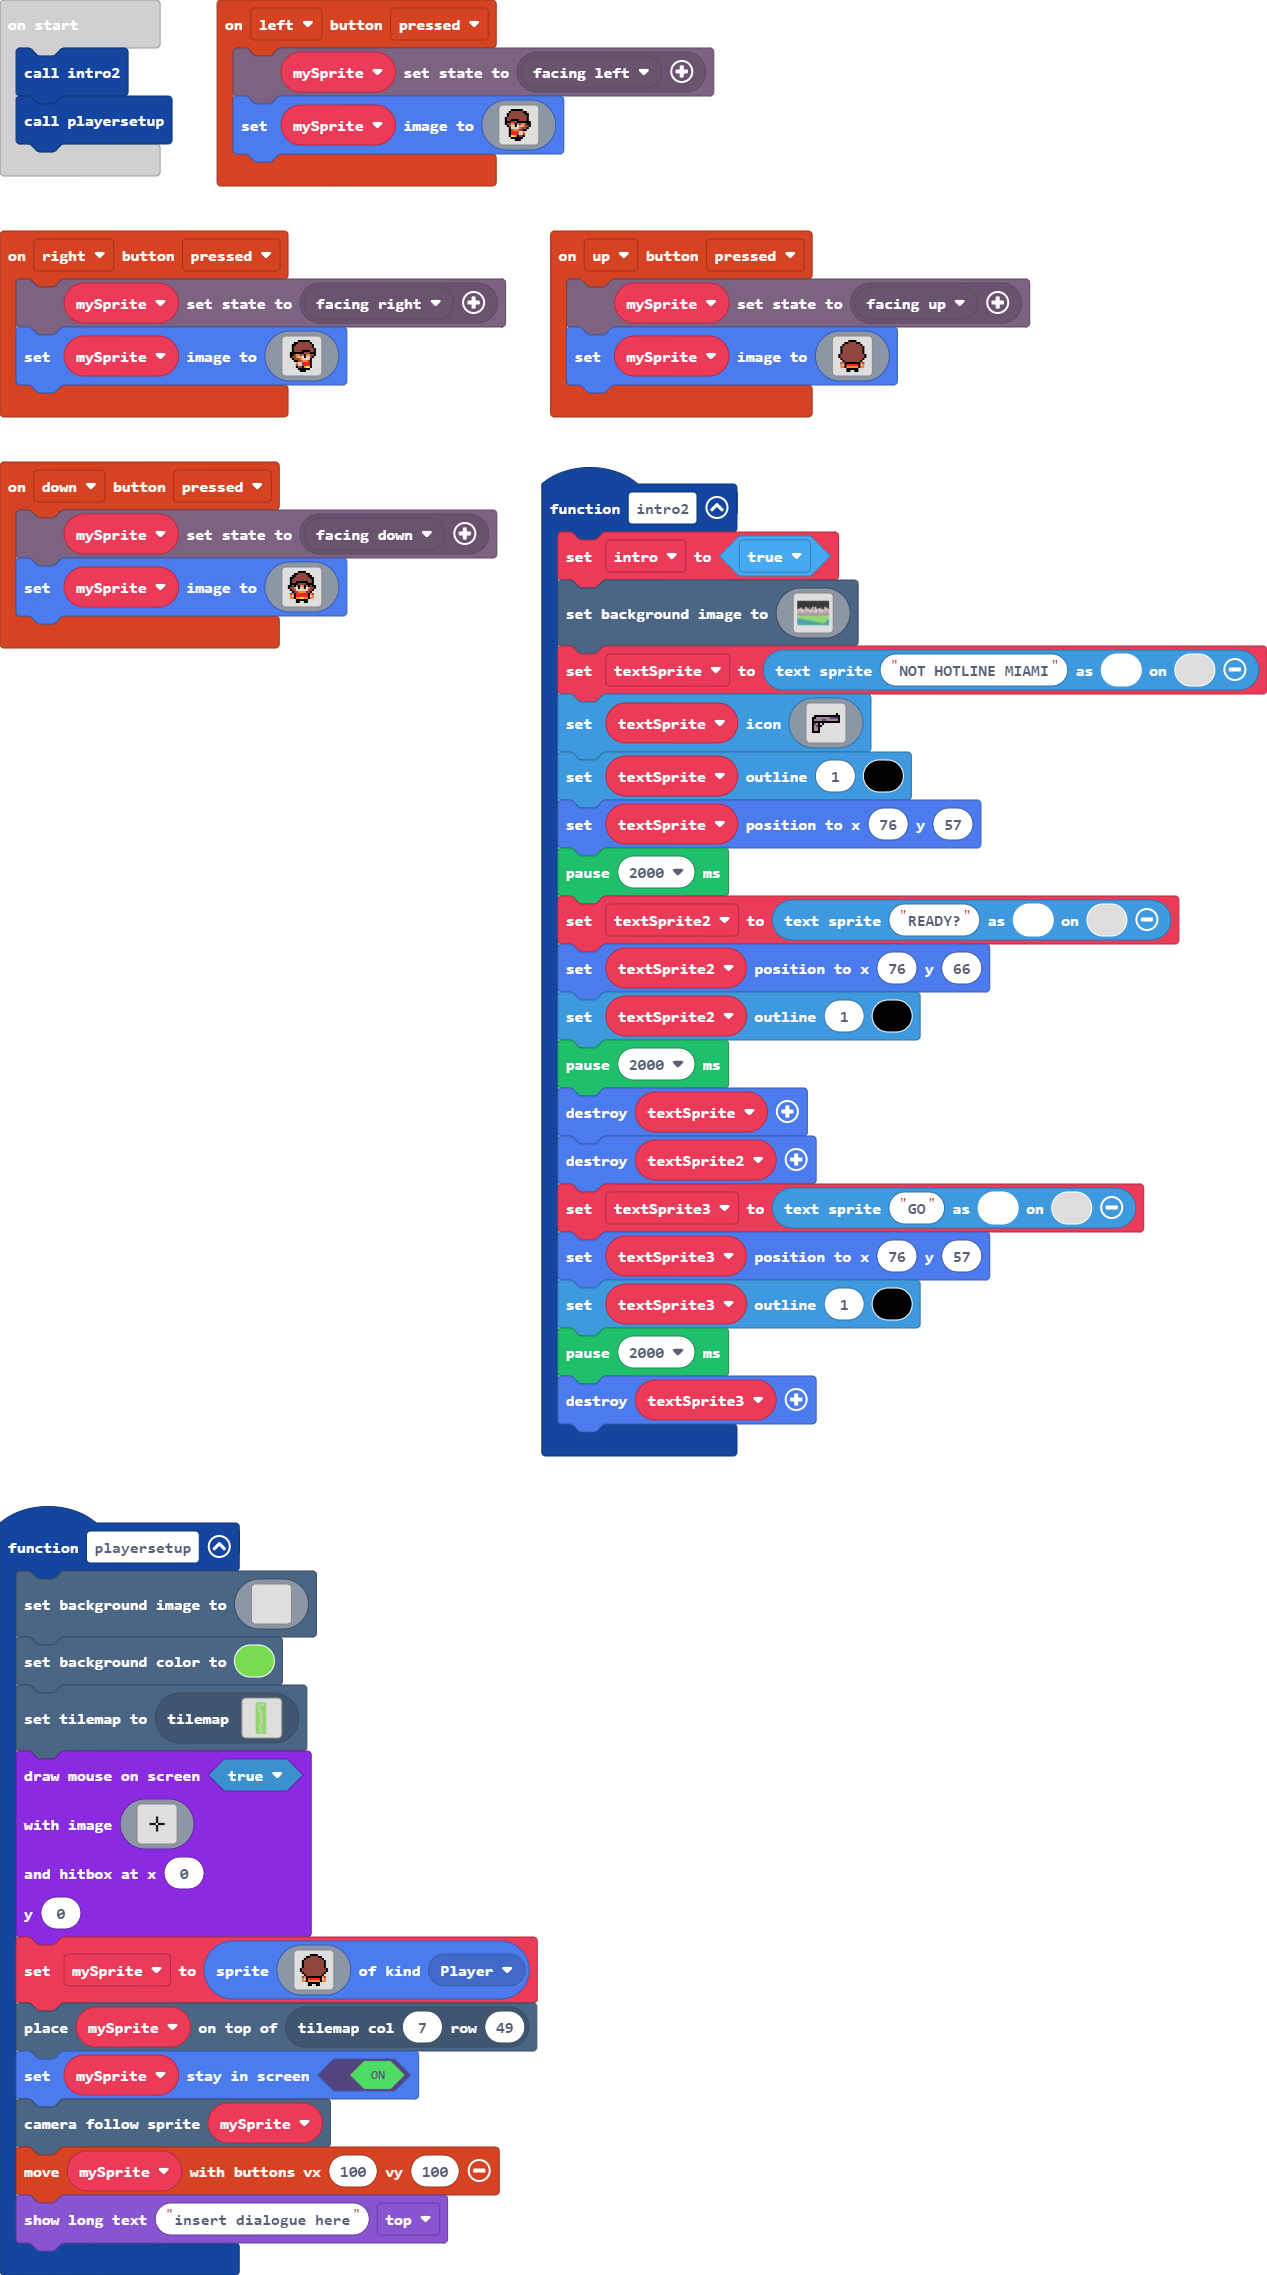 on start
call intro2
call playersetup
on left button pressed
mySprite set state to facing left
set mySprite image to
on right button pressed
mySprite set state to facing right
set mySprite image to
on up button pressed
mySprite set state to facing up
set mySprite image to
on down button pressed
mySprite set state to facing down
set mySprite image to
function intro2
set intro to true
set background image to
set textSprite to text sprite "NOT HOTLINE MIAMI" as on
set textSprite icon
set textSprite outline 1
set textSprite position to x 76 y 57
pause 2000 ms
set textSprite2 to text sprite "READY?" as on
set textSprite2 position to x 76 y 66
set textSprite2 outline 1
pause 2000 ms
destroy textSprite
destroy textSprite2
set textSprite3 to text sprite "GO" as on
set textSprite3 position to x 76 y 57
set textSprite3 outline 1
pause 2000 ms
destroy textSprite3
function playersetup
set background image to
set background color to
set tilemap to tilemap
draw mouse on screen true
with image
and hitbox at x 0
y 0
set mySprite to sprite of kind Player
place mySprite on top of tilemap col 7 row 49
set mySprite stay in screen ON
camera follow sprite mySprite
move mySprite with buttons vx 100 vy 100
show long text "insert dialogue here" top